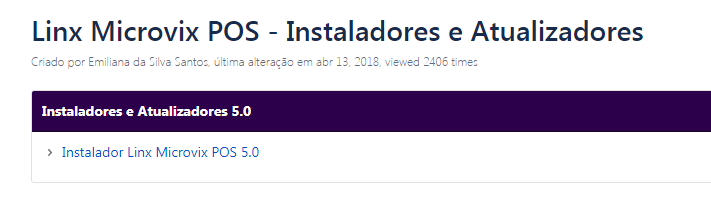 Linx Microvix POS - Instaladores e Atualizadores
Criado por Emiliana da Silva Santos, última alteração em abr 13, 2018, viewed 2406 times
Instaladores e Atualizadores 5.0
Instalador Linx Microvix POS 5.0